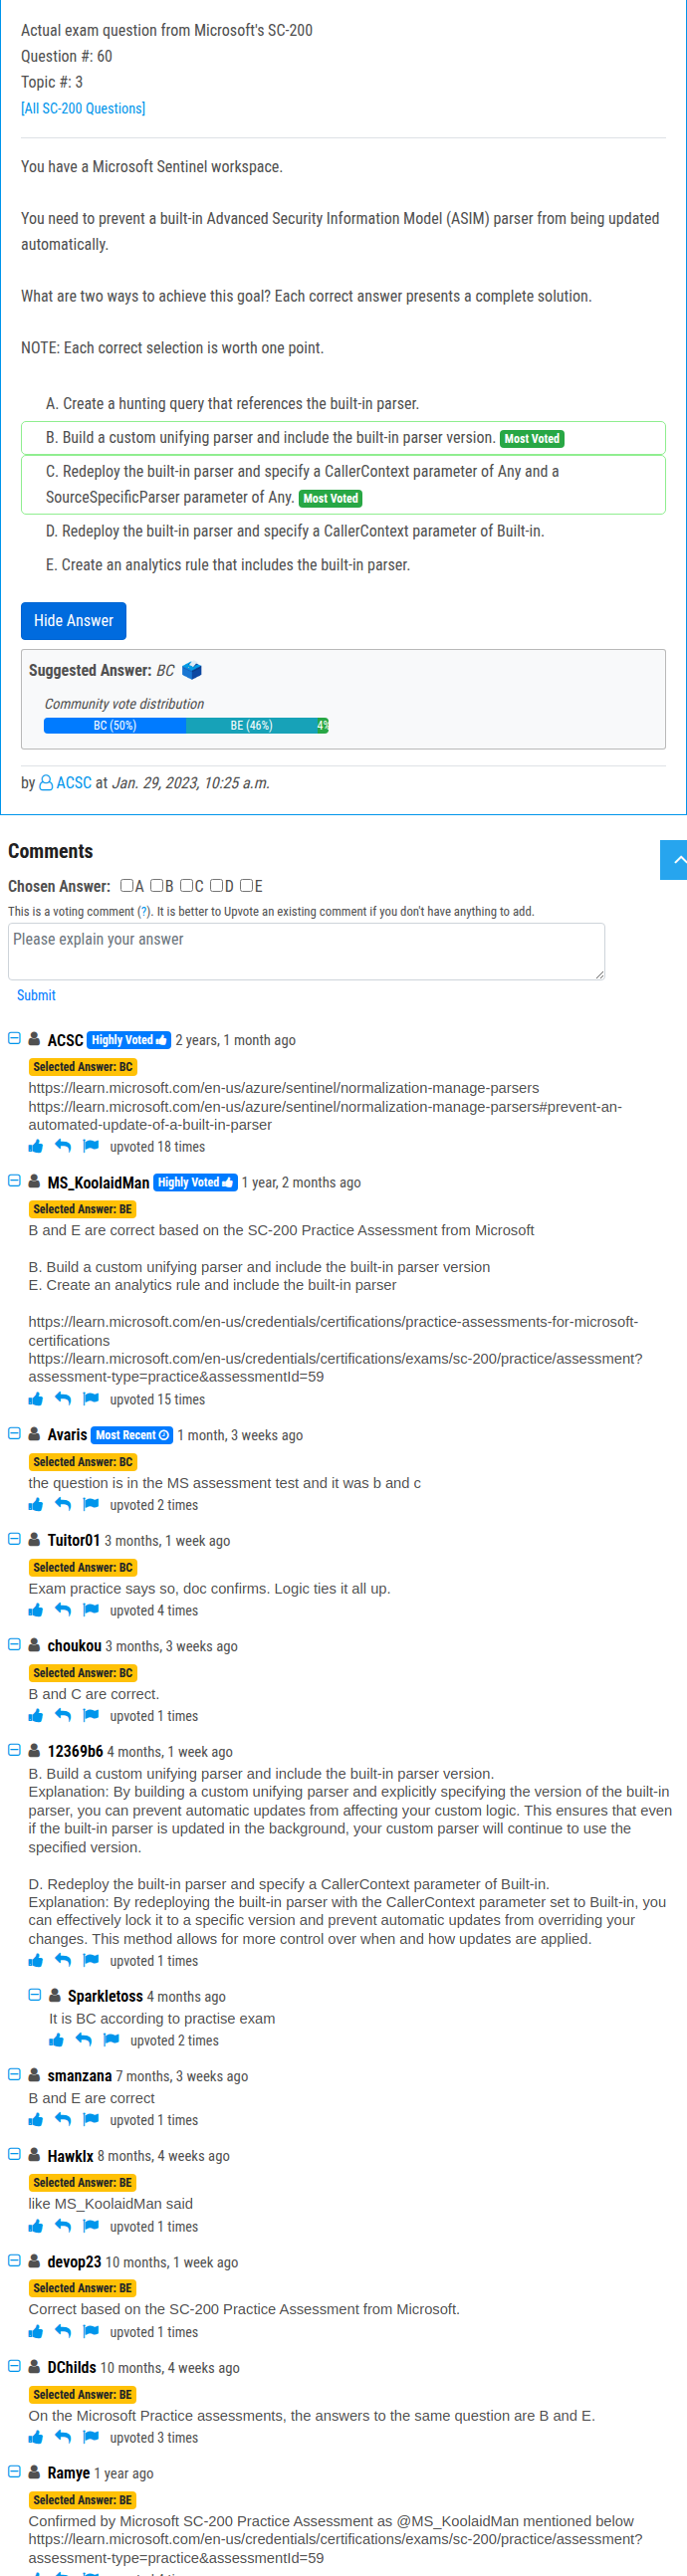 Actual exam question from Microsoft's SC-200
Question #: 60
Topic #: 3
[All SC-200 Questions]
You have a Microsoft Sentinel workspace.
You need to prevent a built-in Advanced Security Information Model (ASIM) parser from being updated
automatically.
What are two ways to achieve this goal? Each correct answer presents a complete solution.
NOTE: Each correct selection is worth one point.
A. Create a hunting query that references the built-in parser.
B. Build a custom unifying parser and include the built-in parser version. Most Voted
C. Redeploy the built-in parser and specify a CallerContext parameter of Any and a
SourceSpecificParser parameter of Any. Most Voted
D. Redeploy the built-in parser and specify a CallerContext parameter of Built-in.
E. Create an analytics rule that includes the built-in parser.
Hide Answer
Suggested Answer: BC
Community vote distribution
BC (50%) BE (46%) 4%
by ACSC at Jan. 29, 2023, 10:25 a.m.
Comments
Chosen Answer: A B C D E
This is a voting comment (?). It is better to Upvote an existing comment if you don't have anything to add.
Please explain your answer
Submit
ACSC Highly Voted 2 years, 1 month ago
Selected Answer: BC
https://learn.microsoft.com/en-us/azure/sentinel/normalization-manage-parsers
https://learn.microsoft.com/en-us/azure/sentinel/normalization-manage-parsers#prevent-an-
automated-update-of-a-built-in-parser
upvoted 18 times
MS_KoolaidMan Highly Voted 1 year, 2 months ago
Selected Answer: BE
B and E are correct based on the SC-200 Practice Assessment from Microsoft
B. Build a custom unifying parser and include the built-in parser version
E. Create an analytics rule and include the built-in parser
https://learn.microsoft.com/en-us/credentials/certifications/practice-assessments-for-microsoft-
certifications
https://learn.microsoft.com/en-us/credentials/certifications/exams/sc-200/practice/assessment?
assessment-type=practice&assessmentId=59
upvoted 15 times
Avaris Most Recent 1 month, 3 weeks ago
Selected Answer: BC
the question is in the MS assessment test and it was b and c
upvoted 2 times
Tuitor01 3 months, 1 week ago
Selected Answer: BC
Exam practice says so, doc confirms. Logic ties it all up.
upvoted 4 times
choukou 3 months, 3 weeks ago
Selected Answer: BC
B and C are correct.
upvoted 1 times
12369b6 4 months, 1 week ago
B. Build a custom unifying parser and include the built-in parser version.
Explanation: By building a custom unifying parser and explicitly specifying the version of the built-in
parser, you can prevent automatic updates from affecting your custom logic. This ensures that even
if the built-in parser is updated in the background, your custom parser will continue to use the
specified version.
D. Redeploy the built-in parser and specify a CallerContext parameter of Built-in.
Explanation: By redeploying the built-in parser with the CallerContext parameter set to Built-in, you
can effectively lock it to a specific version and prevent automatic updates from overriding your
changes. This method allows for more control over when and how updates are applied.
upvoted 1 times
Sparkletoss 4 months ago
It is BC according to practise exam
upvoted 2 times
smanzana 7 months, 3 weeks ago
B and E are correct
upvoted 1 times
Hawklx 8 months, 4 weeks ago
Selected Answer: BE
like MS_KoolaidMan said
upvoted 1 times
devop23 10 months, 1 week ago
Selected Answer: BE
Correct based on the SC-200 Practice Assessment from Microsoft.
upvoted 1 times
DChilds 10 months, 4 weeks ago
Selected Answer: BE
On the Microsoft Practice assessments, the answers to the same question are B and E.
upvoted 3 times
Ramye 1 year ago
Selected Answer: BE
Confirmed by Microsoft SC-200 Practice Assessment as @MS_KoolaidMan mentioned below
https://learn.microsoft.com/en-us/credentials/certifications/exams/sc-200/practice/assessment?
assessment-type=practice&assessmentId=59